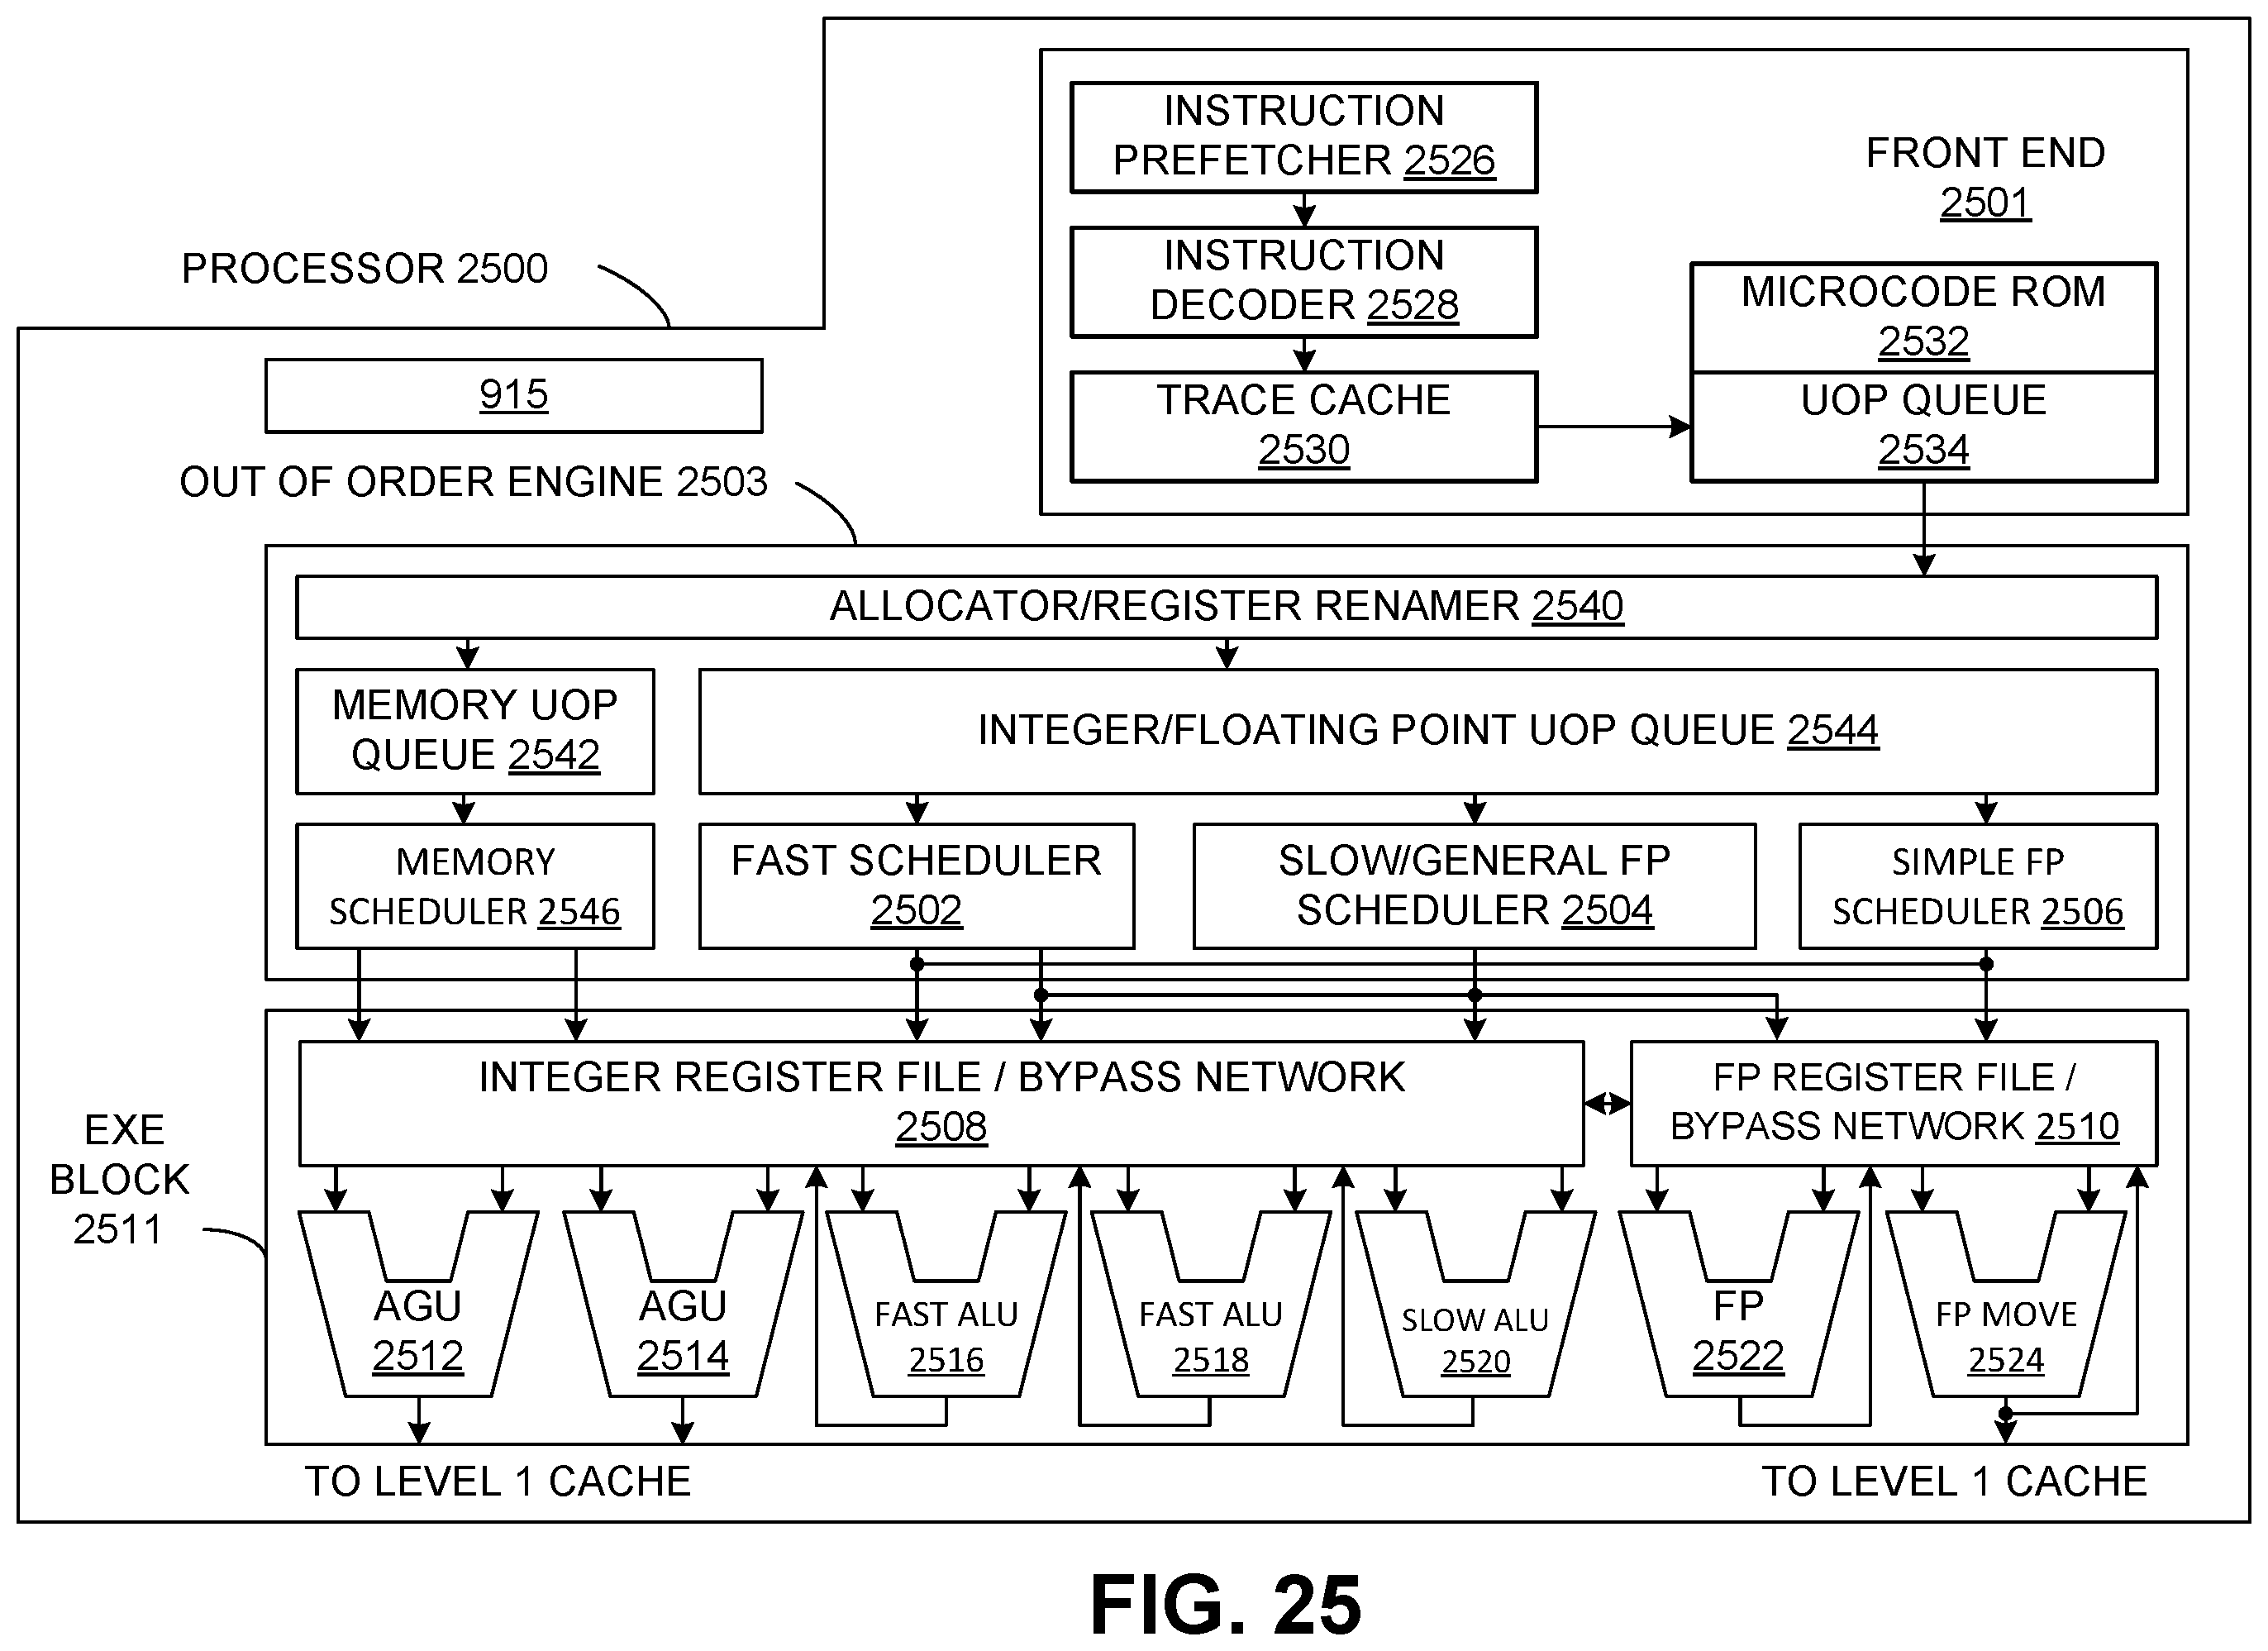 INSTRUCTION
PREFETCHER 2526
FRONT END
2501
INSTRUCTION
DECODER 2528
PROCESSOR 2500
MICROCODE ROM
2532
915
TRACE CACHE
2530
UOP QUEUE
2534
OUT OF ORDER ENGINE 2503
ALLOCATOR/REGISTER RENAMER 2540
MEMORY UOP
QUEUE 2542
INTEGER/FLOATING POINT UOP QUEUE 2544
MEMORY
SCHEDULER 2546
FAST SCHEDULER
2502
SLOW/GENERAL FP
SCHEDULER 2504
SIMPLE FP
SCHEDULER 2506
INTEGER REGISTER FILE / BYPASS NETWORK
2508
FP REGISTER FILE /
BYPASS NETWORK 2510
EXE
BLOCK
2511
AGU
2512
AGU
2514
FAST ALU
2516
FAST ALU
2518
SLOW ALU
2520
FP
2522
FP MOVE
2524
TO LEVEL 1 CACHE
TO LEVEL 1 CACHE
FIG. 25